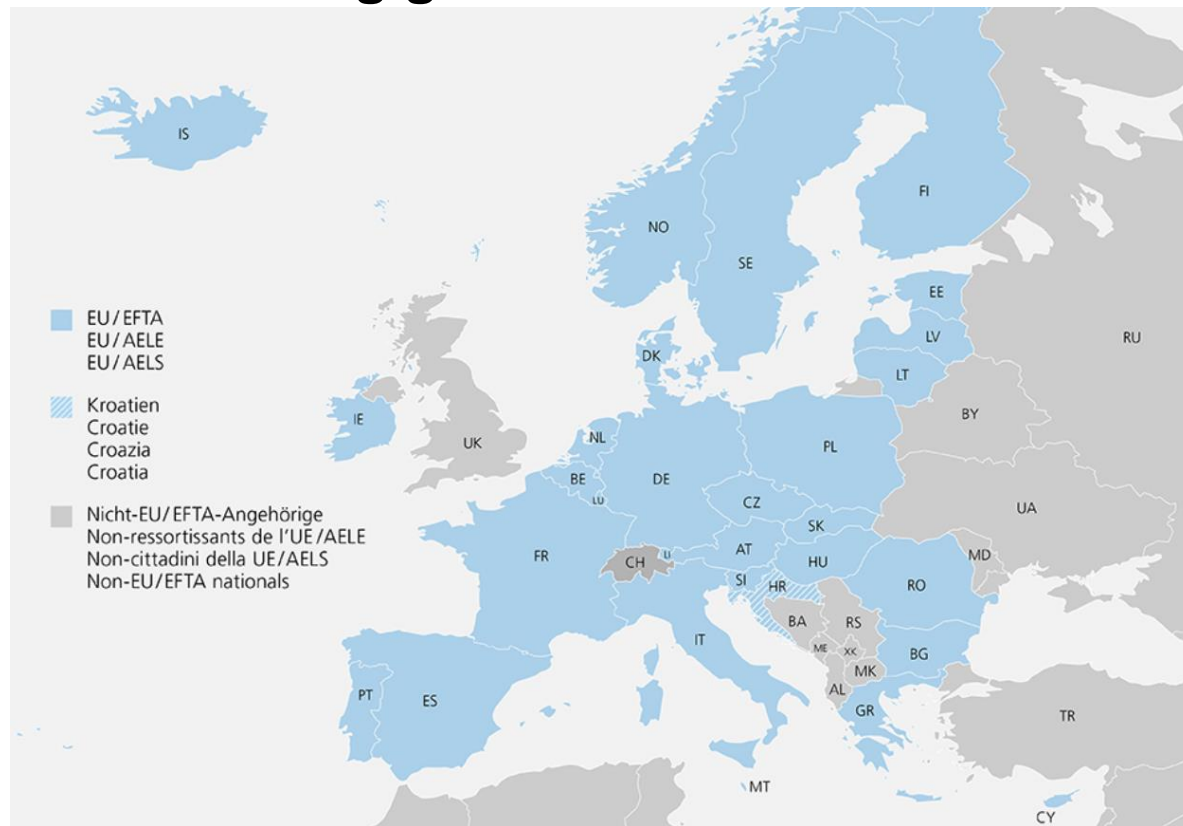 IS
FI
NO
SE
EE
LV
RU
LT
DK
EU/EFTA
EU/AELE
EU/AELS
Kroatien
Croatie
Croazia
Croatia
IE
UK
NL
BE
LU
DE
PL
BY
CZ
SK
UA
Nicht-EU/EFTA-Angehörige
Non-ressortissants de l'UE/AELE
Non-cittadini della UE/AELS
Non-EU/EFTA nationals
FR
CH
LI
AT
HU
MD
SI
HR
RO
BA
RS
IT
ME
XK
BG
MK
AL
PT
ES
GR
TR
MT
CY